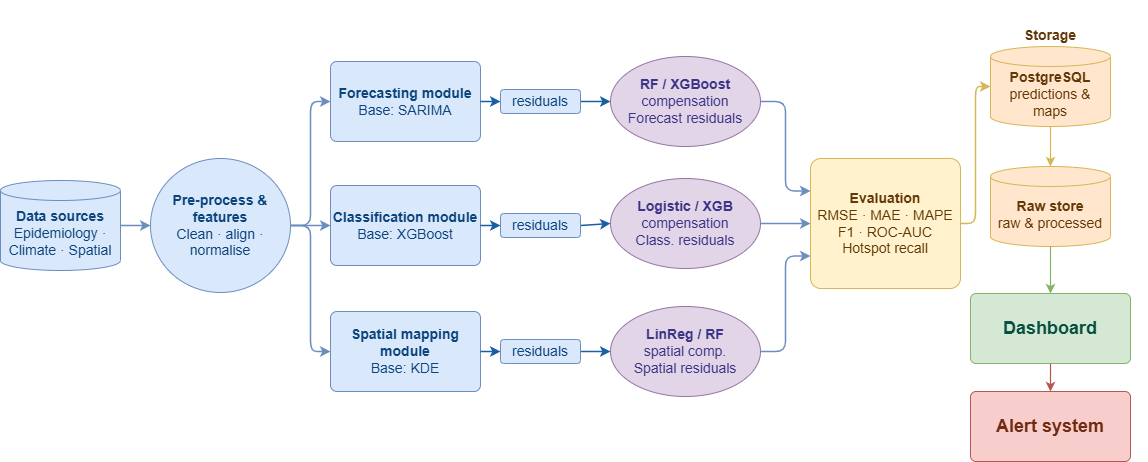 Data sources
Epidemiology ·
Climate · Spatial
Pre-process &
features
Clean · align ·
normalise
Forecasting module
Base: SARIMA
residuals
RF / XGBoost
compensation
Forecast residuals
Classification module
Base: XGBoost
residuals
Logistic / XGB
compensation
Class. residuals
Spatial mapping
module
Base: KDE
residuals
LinReg / RF
spatial comp.
Spatial residuals
Evaluation
RMSE · MAE · MAPE
F1 · ROC-AUC
Hotspot recall
Storage
PostgreSQL
predictions &
maps
Raw store
raw & processed
Dashboard
Alert system